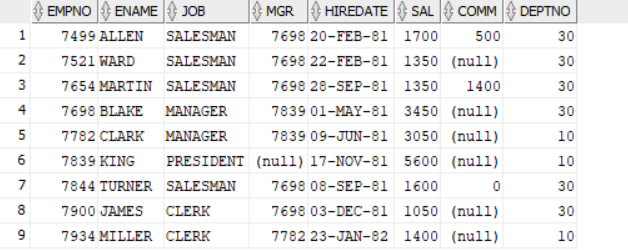 EMPNO ENAME JOB MGR HIREDATE SAL COMM DEPTNO
1 7499 ALLEN SALESMAN 7698 20-FEB-81 1700 500 30
2 7521 WARD SALESMAN 7698 22-FEB-81 1350 (null) 30
3 7654 MARTIN SALESMAN 7698 28-SEP-81 1350 1400 30
4 7698 BLAKE MANAGER 7839 01-MAY-81 3450 (null) 30
5 7782 CLARK MANAGER 7839 09-JUN-81 3050 (null) 10
6 7839 KING PRESIDENT (null) 17-NOV-81 5600 (null) 10
7 7844 TURNER SALESMAN 7698 08-SEP-81 1600 0 30
8 7900 JAMES CLERK 7698 03-DEC-81 1050 (null) 30
9 7934 MILLER CLERK 7782 23-JAN-82 1400 (null) 10